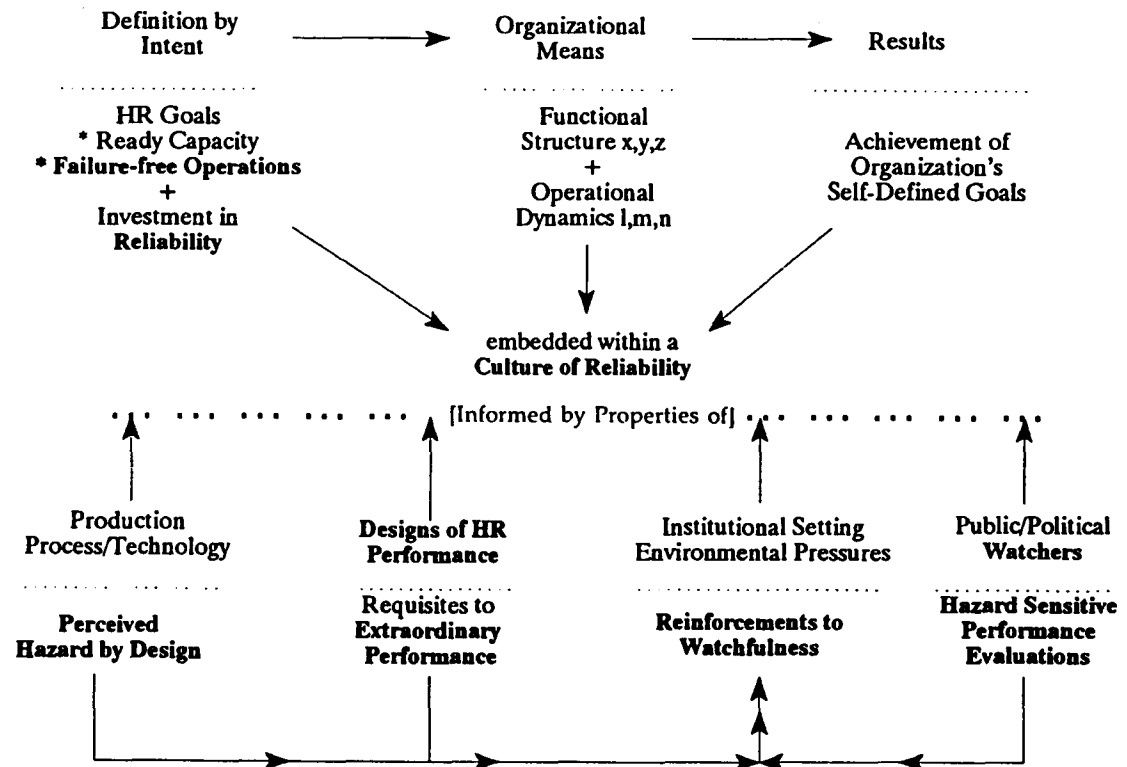 Definition by
Intent
Organizational
Means
Results
HR Goals
* Ready Capacity
* Failure-free Operations
+
Investment in
Reliability
Functional
Structure x,y,z
+
Operational
Dynamics l,m,n
Achievement of
Organization's
Self-Defined Goals
embedded within a
Culture of Reliability
[Informed by Properties of]
Production
Process/Technology
Designs of HR
Performance
Institutional Setting
Environmental Pressures
Public/Political
Watchers
Perceived
Hazard by Design
Requisites to
Extraordinary
Performance
Reinforcements to
Watchfulness
Hazard Sensitive
Performance
Evaluations